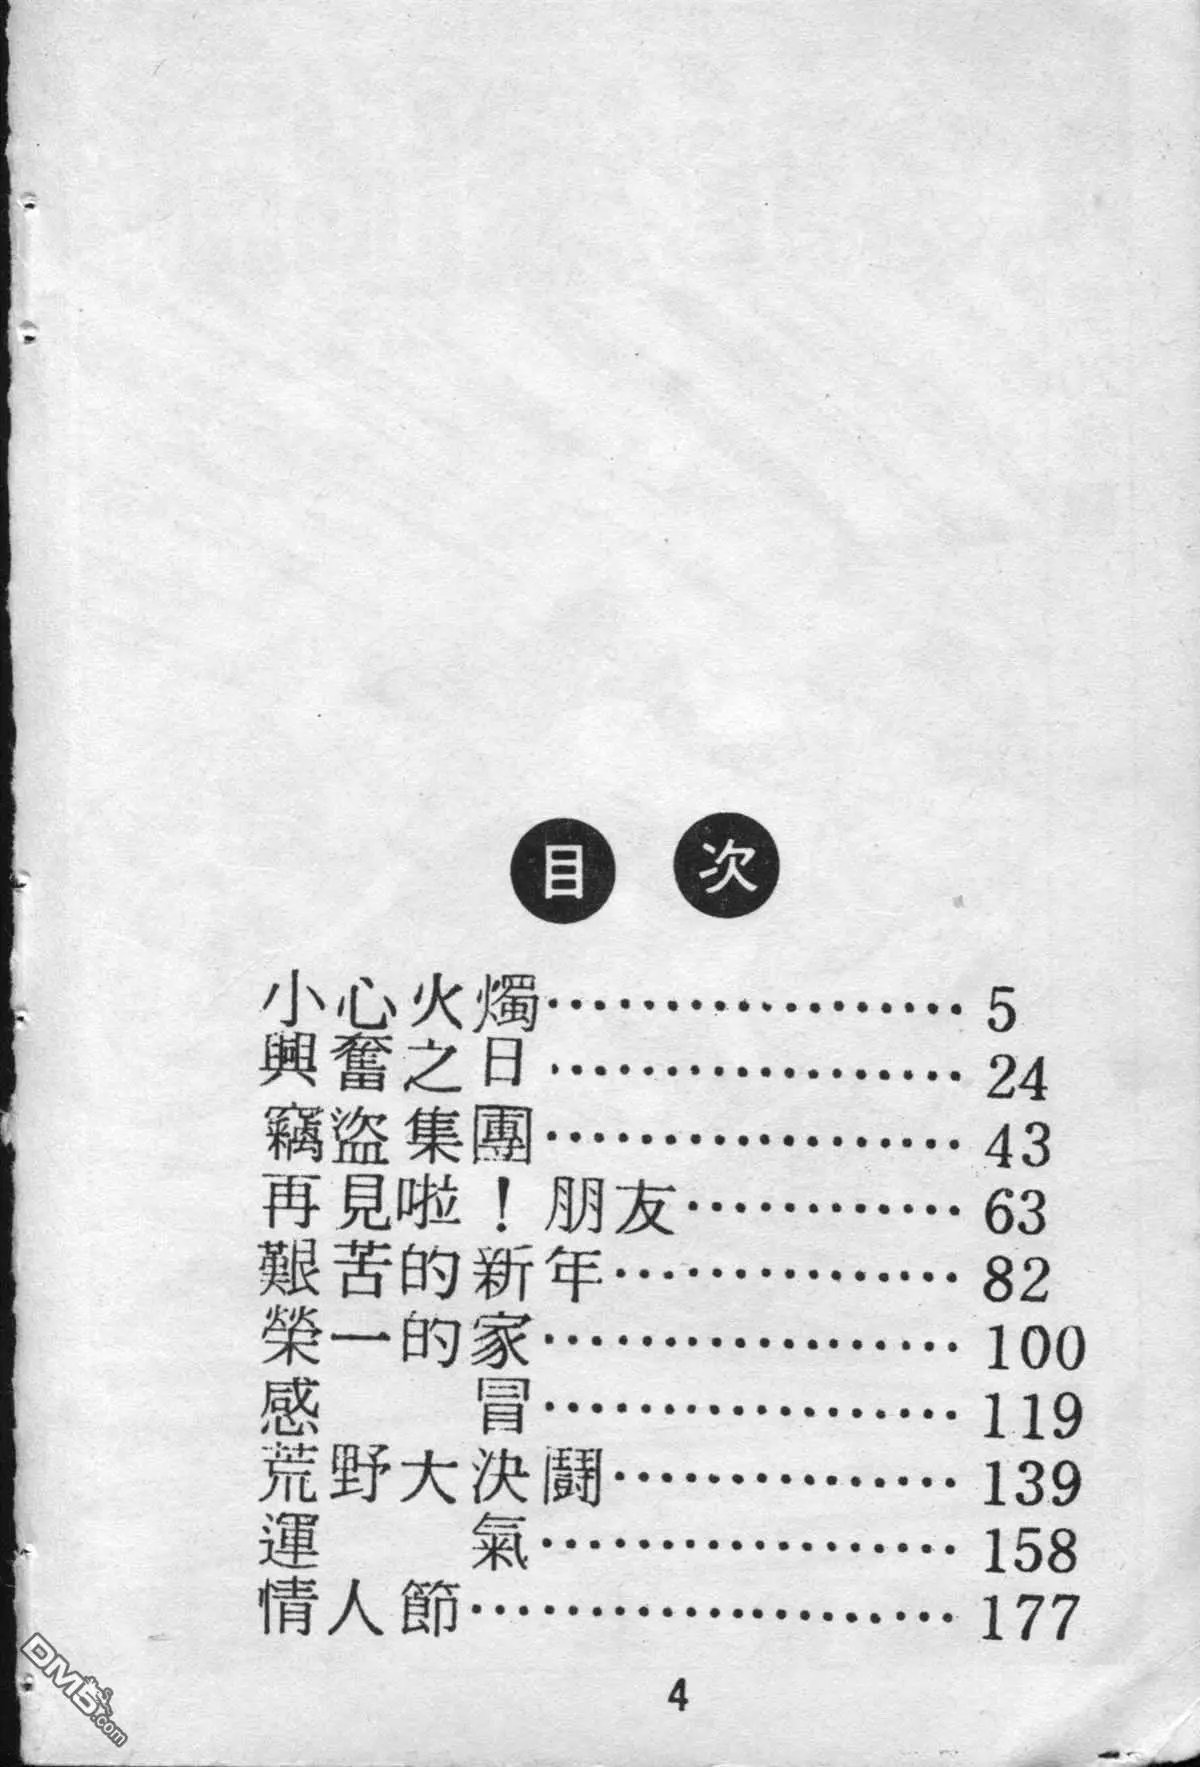 目次
小心火燭··················5
興奮之日··················24
竊盜集團··················43
再見啦！朋友············63
艱苦的新年···············82
榮一的家··················100
感冒··················119
荒野大決鬪···············139
運氣··················158
情人節·····················177
4
DM5.com